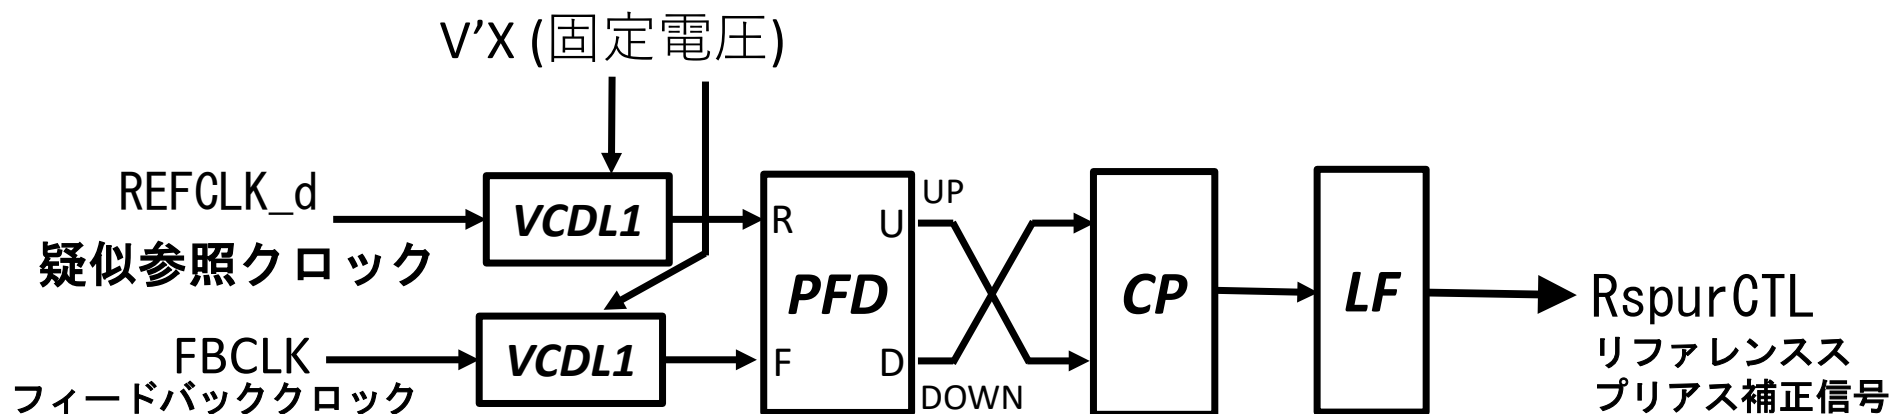 V'X (固定電圧)
REFCLK_d
疑似参照クロック
VCDL1
FBCLK
フィードバッククロック
VCDL1
R
U
PFD
F
D
UP
DOWN
CP
LF
RspurCTL
リファレンスス
プリアス補正信号